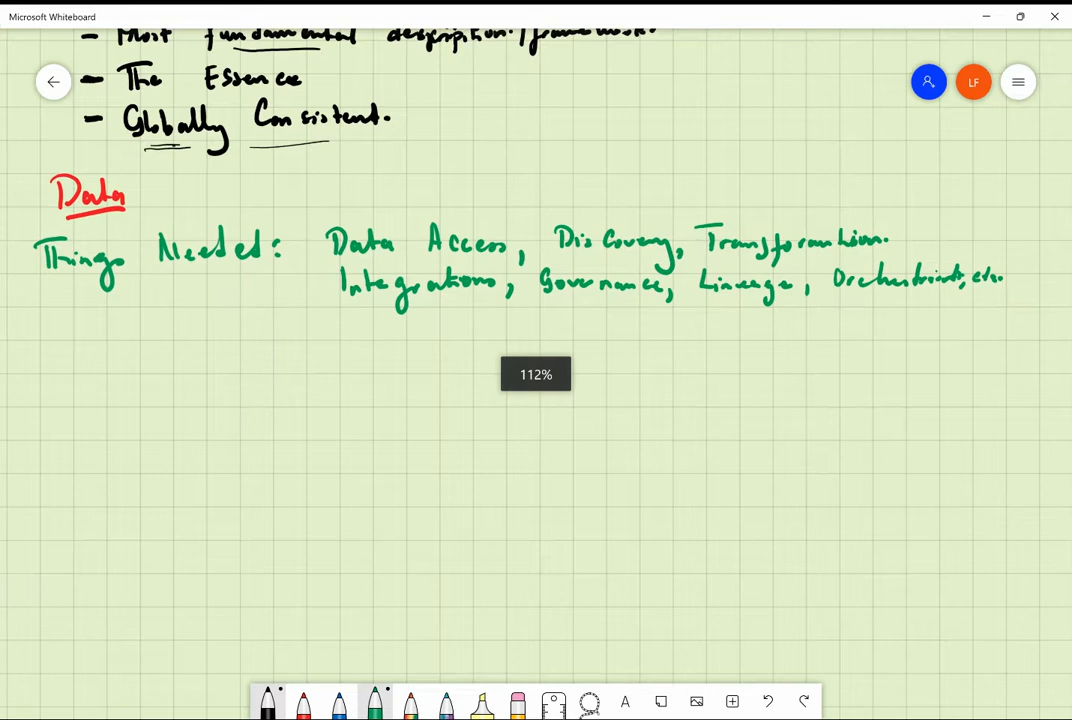 Microsoft Whiteboard
- Most fundamental description/framework.
- The Essence
LF
- Globally Consistent.
Data
Things Needed: Data Access, Discovery, Transformation.
Integrations, Governance, Lineage, Orchestration, etc.
112%
A